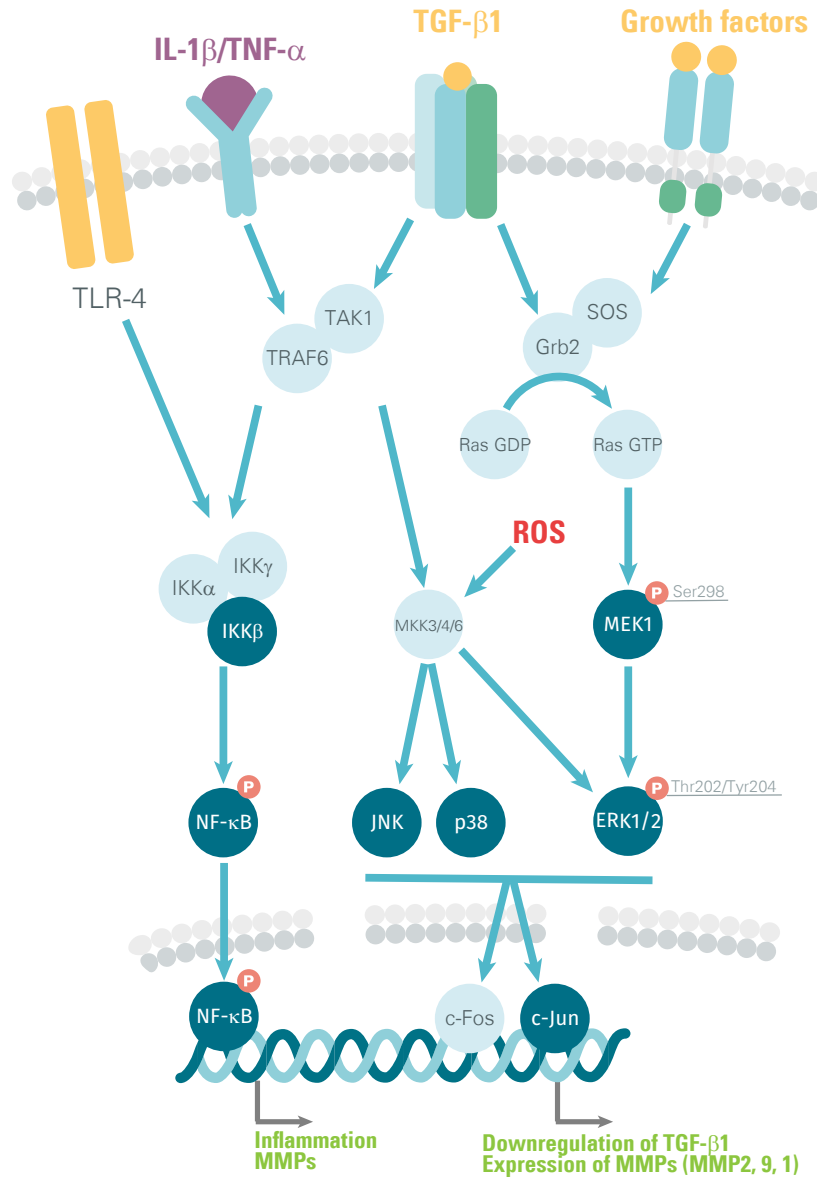 TGF-β1
Growth factors
IL-1β/TNF-α
TLR-4
TAK1
TRAF6
SOS
Grb2
Ras GDP
Ras GTP
ROS
IKKγ
IKKα
IKKβ
MKK3/4/6
P
Ser298
MEK1
P
P
Thr202/Tyr204
NF-κB
JNK
p38
ERK1/2
P
NF-κB
c-Fos
c-Jun
Inflammation
MMPs
Downregulation of TGF-β1
Expression of MMPs (MMP2, 9, 1)